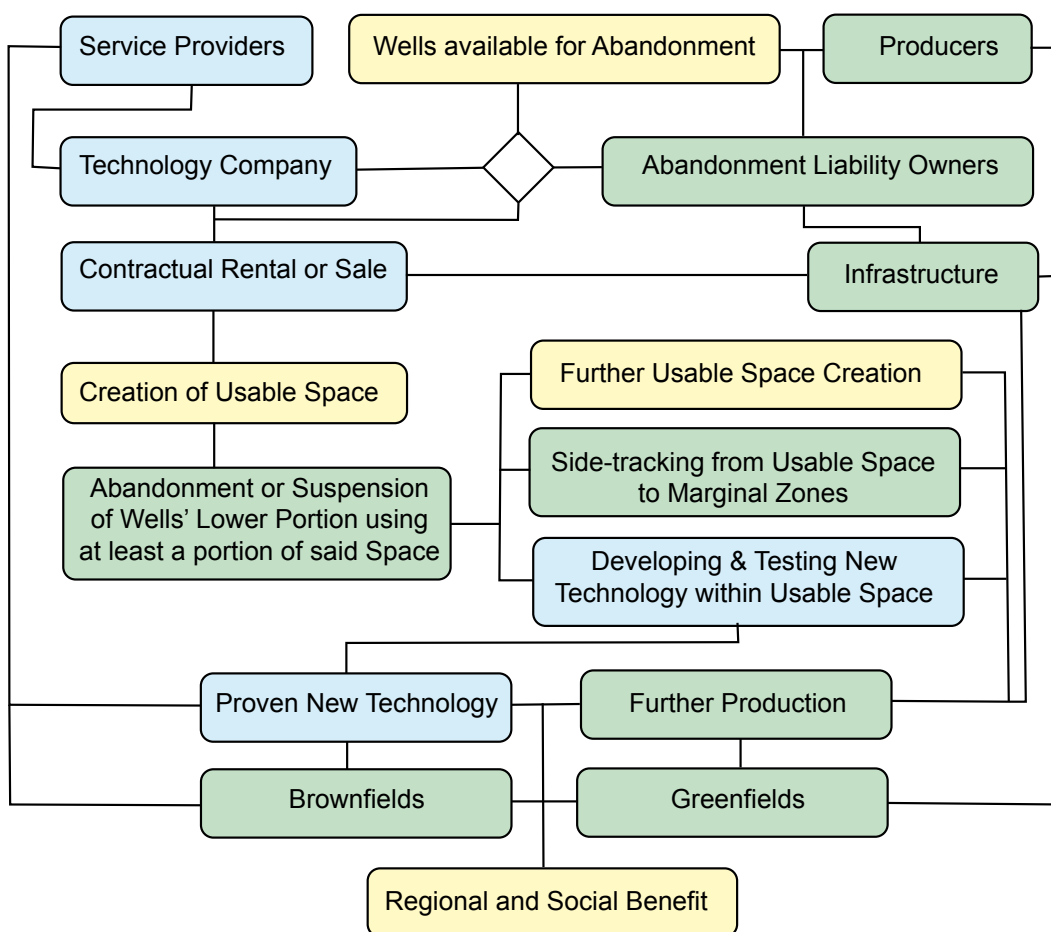 Service Providers
Wells available for Abandonment
Producers
Technology Company
Abandonment Liability Owners
Contractual Rental or Sale
Infrastructure
Creation of Usable Space
Further Usable Space Creation
Side-tracking from Usable Space
to Marginal Zones
Abandonment or Suspension
of Wells’ Lower Portion using
at least a portion of said Space
Developing & Testing New
Technology within Usable Space
Proven New Technology
Further Production
Brownfields
Greenfields
Regional and Social Benefit